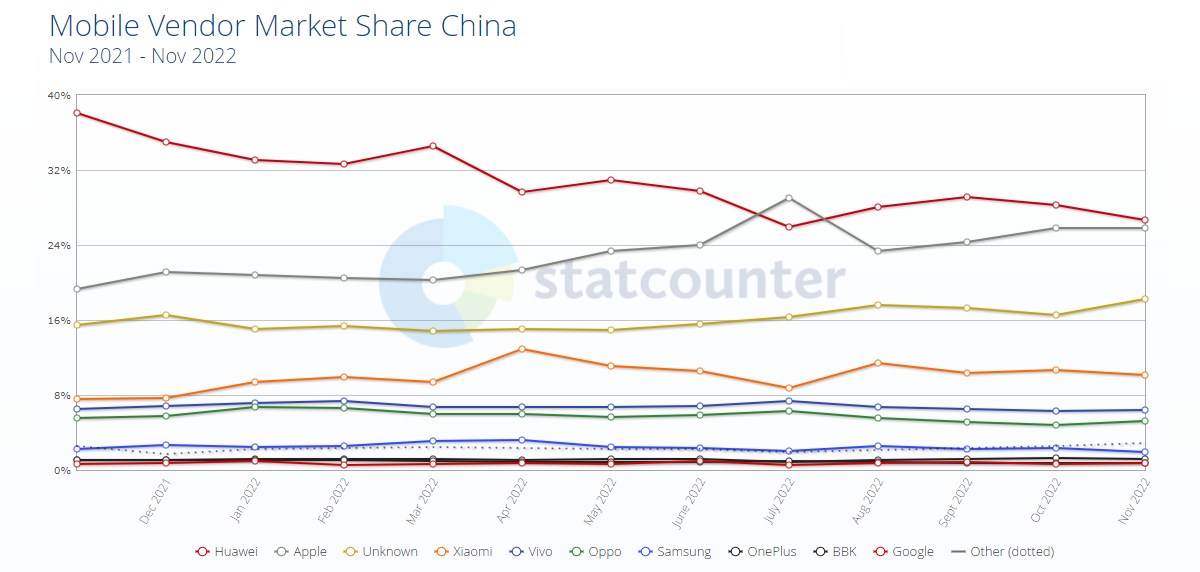 Mobile Vendor Market Share China
Nov 2021 - Nov 2022
40%
32%
24%
16%
8%
0%
statcounter
Dec 2021
Jan 2022
Feb 2022
Mar 2022
Apr 2022
May 2022
June 2022
July 2022
Aug 2022
Sept 2022
Oct 2022
Nov 2022
Huawei Apple Unknown Xiaomi Vivo Oppo Samsung OnePlus BBK Google Other (dotted)